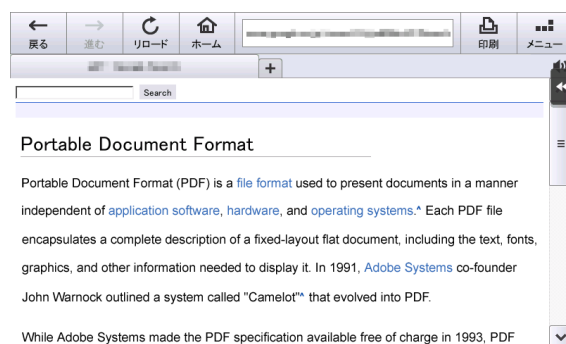 戻る 進む リロード ホーム 印刷 メニュー
+
Search
Portable Document Format
Portable Document Format (PDF) is a file format used to present documents in a manner
independent of application software, hardware, and operating systems.^ Each PDF file
encapsulates a complete description of a fixed-layout flat document, including the text, fonts,
graphics, and other information needed to display it. In 1991, Adobe Systems co-founder
John Warnock outlined a system called "Camelot"^ that evolved into PDF.
While Adobe Systems made the PDF specification available free of charge in 1993, PDF